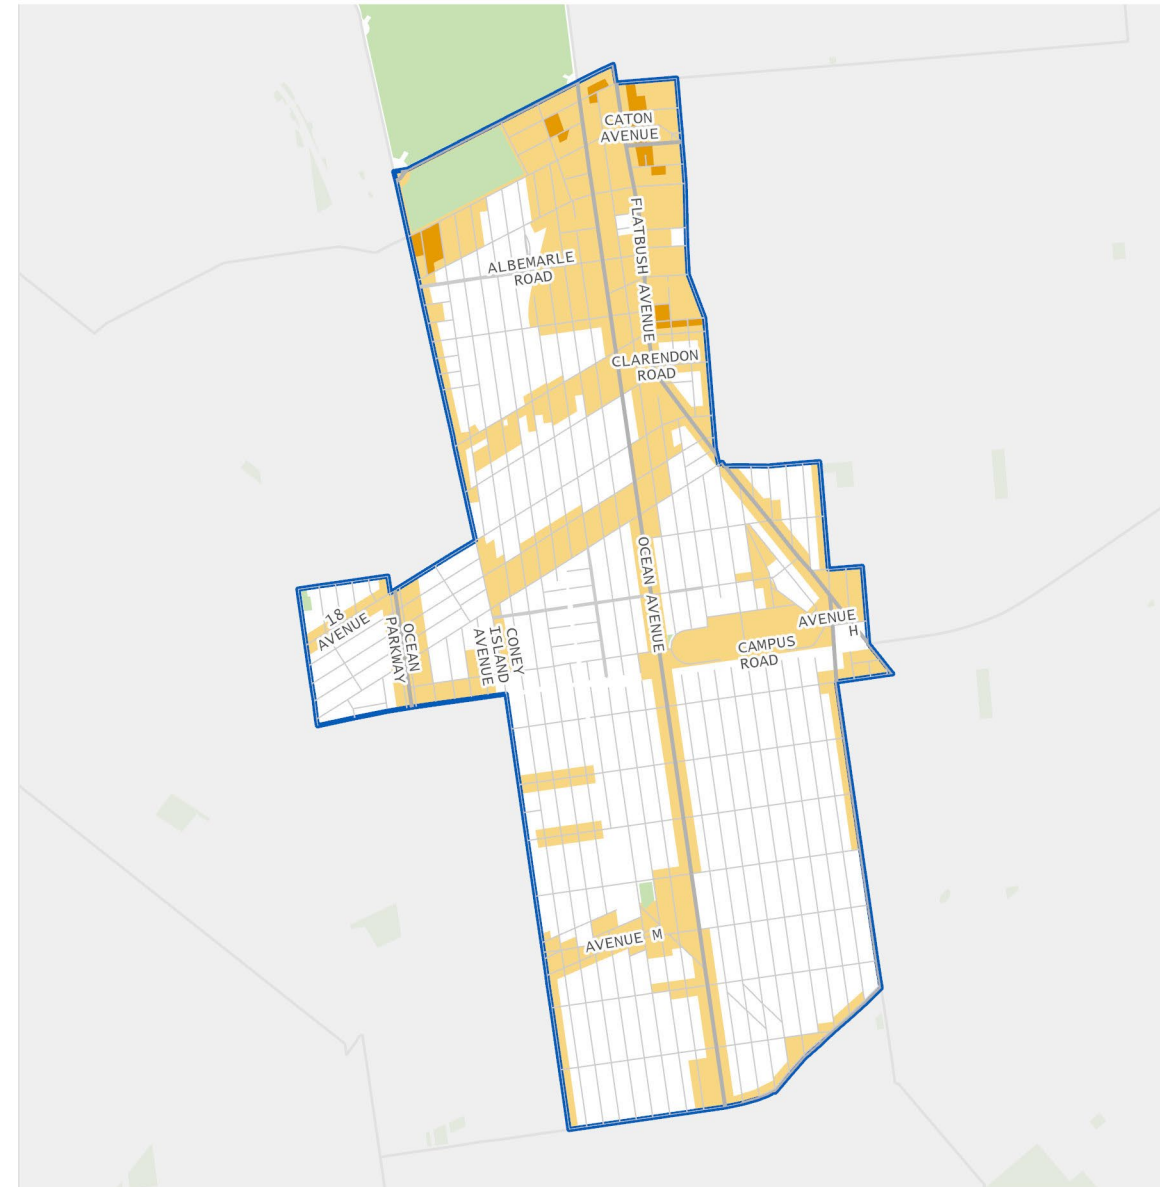 CATON
AVENUE
FLATBUSH AVENUE
ALBEMARLE
ROAD
CLARENDON
ROAD
OCEAN AVENUE
18
AVENUE
OCEAN
PARKWAY
CONEY
ISLAND
AVENUE
AVENUE
H
CAMPUS
ROAD
AVENUE M